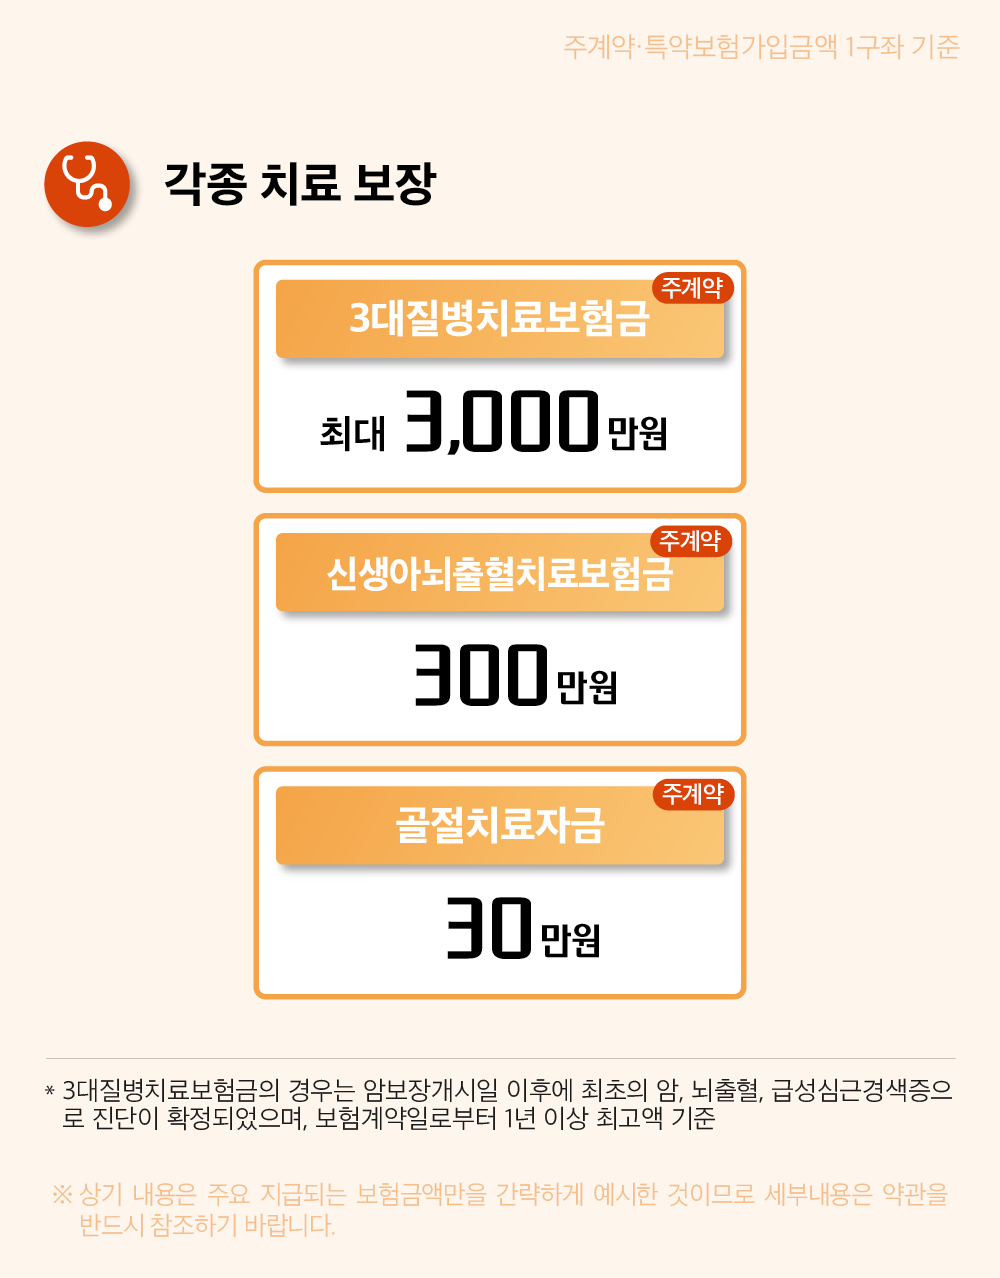 주계약·특약보험가입금액 1구좌 기준
각종 치료 보장
주계약
3대질병치료보험금
최대 3,000만원
주계약
신생아뇌출혈치료보험금
300만원
주계약
골절치료자금
30만원
* 3대질병치료보험금의 경우는 암보장개시일 이후에 최초의 암, 뇌출혈, 급성심근경색증으
로 진단이 확정되었으며, 보험계약일로부터 1년 이상 최고액 기준
※ 상기 내용은 주요 지급되는 보험금액만을 간략하게 예시한 것이므로 세부내용은 약관을
반드시 참조하기 바랍니다.